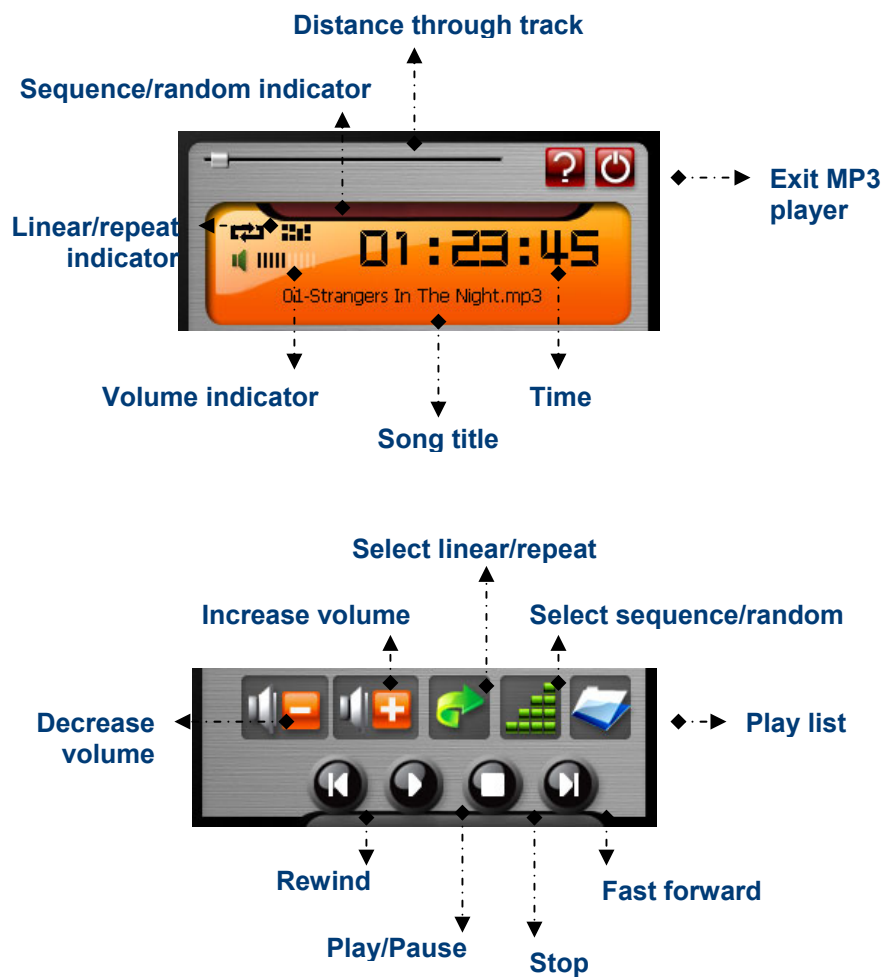 Distance through track
Sequence/random indicator
?
Exit MP3
player
Linear/repeat
indicator
01:23:45
01-Strangers In The Night.mp3
Volume indicator
Time
Song title
Select linear/repeat
Increase volume
Select sequence/random
Decrease
volume
Play list
Rewind
Fast forward
Play/Pause
Stop